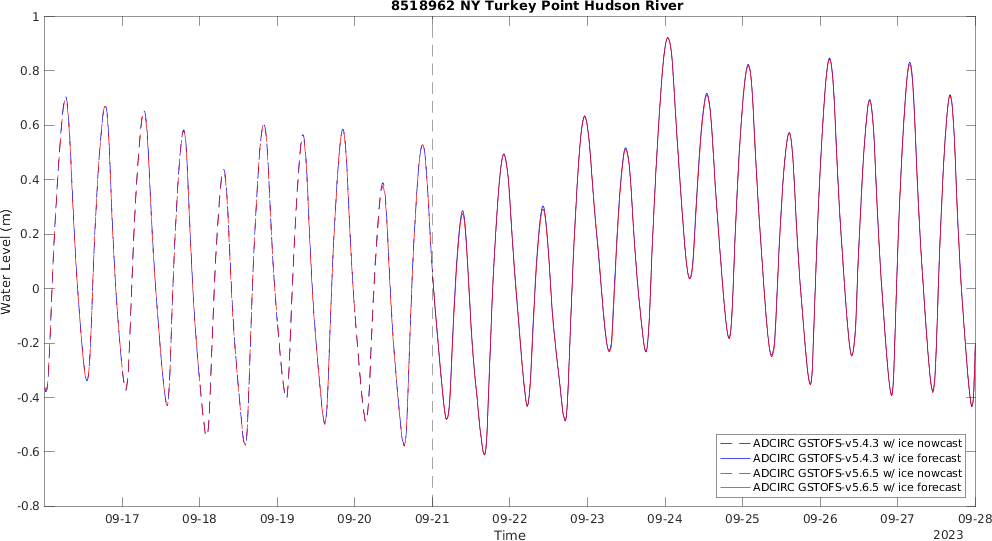 8518962 NY Turkey Point Hudson River
1
0.8
0.6
0.4
0.2
0
-0.2
-0.4
-0.6
-0.8
Water Level (m)
ADCIRC GSTOFS-v5.4.3 w/ ice nowcast
ADCIRC GSTOFS-v5.4.3 w/ ice forecast
ADCIRC GSTOFS-v5.6.5 w/ ice nowcast
ADCIRC GSTOFS-v5.6.5 w/ ice forecast
09-17 09-18 09-19 09-20 09-21 09-22 09-23 09-24 09-25 09-26 09-27 09-28
Time
2023